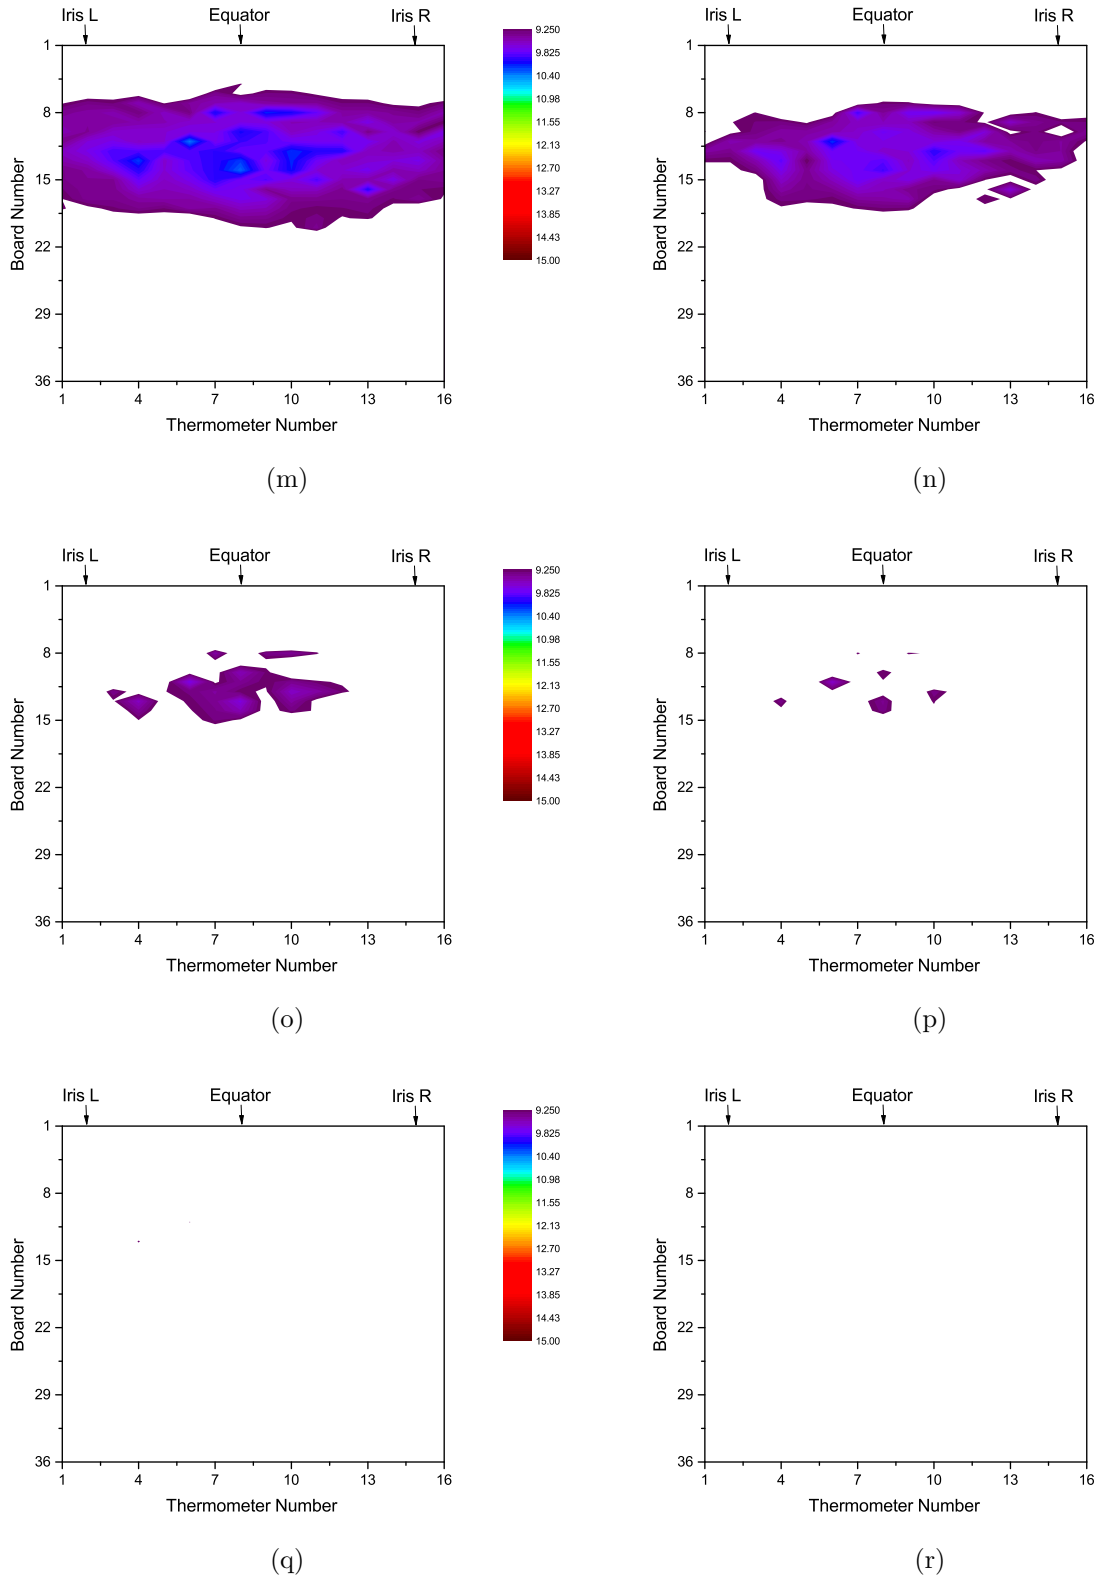 Iris L Equator Iris R
1
8
15
22
29
36
Board Number
1 4 7 10 13 16
Thermometer Number
9.250
9.825
10.40
10.98
11.55
12.13
12.70
13.27
13.85
14.43
15.00
(m)
Iris L Equator Iris R
1
8
15
22
29
36
Board Number
1 4 7 10 13 16
Thermometer Number
(n)
Iris L Equator Iris R
1
8
15
22
29
36
Board Number
1 4 7 10 13 16
Thermometer Number
9.250
9.825
10.40
10.98
11.55
12.13
12.70
13.27
13.85
14.43
15.00
(o)
Iris L Equator Iris R
1
8
15
22
29
36
Board Number
1 4 7 10 13 16
Thermometer Number
(p)
Iris L Equator Iris R
1
8
15
22
29
36
Board Number
1 4 7 10 13 16
Thermometer Number
9.250
9.825
10.40
10.98
11.55
12.13
12.70
13.27
13.85
14.43
15.00
(q)
Iris L Equator Iris R
1
8
15
22
29
36
Board Number
1 4 7 10 13 16
Thermometer Number
(r)